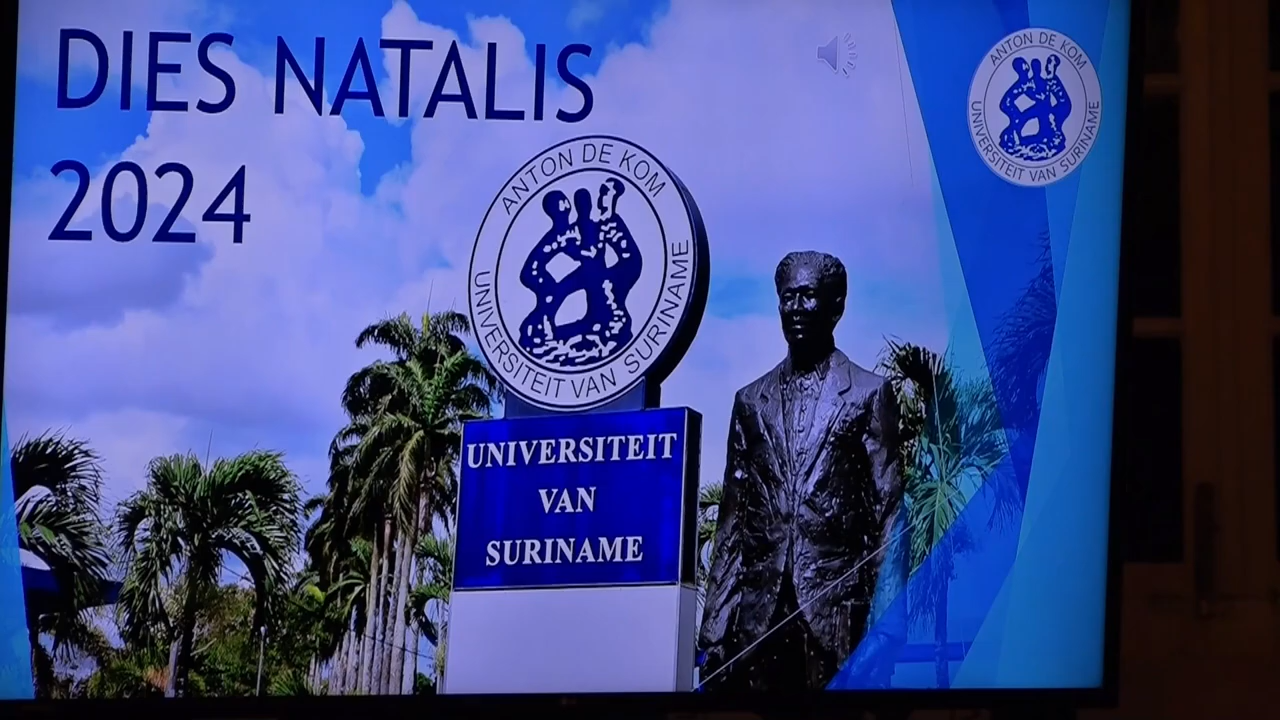 DIES NATALIS
2024
ANTON DE KOM
UNIVERSITEIT VAN SURINAME
ANTON DE KOM
UNIVERSITEIT VAN SURINAME
UNIVERSITEIT
VAN
SURINAME